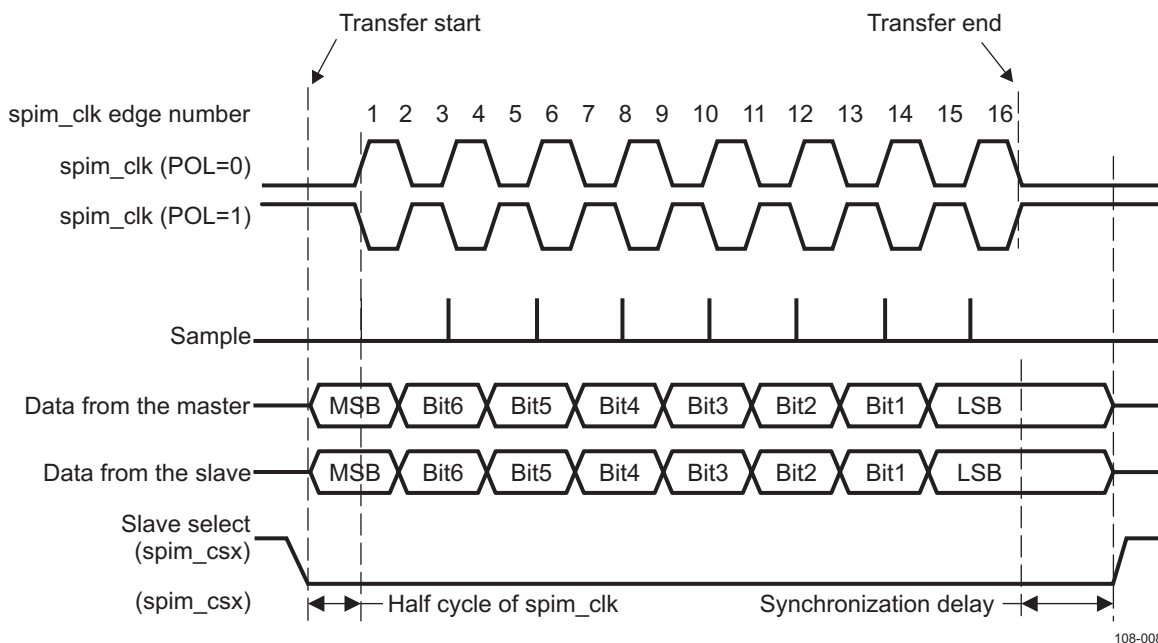 Transfer start
Transfer end
spim_clk edge number 1 2 3 4 5 6 7 8 9 10 11 12 13 14 15 16
spim_clk (POL=0)
spim_clk (POL=1)
Sample
Data from the master MSB Bit6 Bit5 Bit4 Bit3 Bit2 Bit1 LSB
Data from the slave MSB Bit6 Bit5 Bit4 Bit3 Bit2 Bit1 LSB
Slave select
(spim_csx)
(spim_csx) Half cycle of spim_clk Synchronization delay
108-008